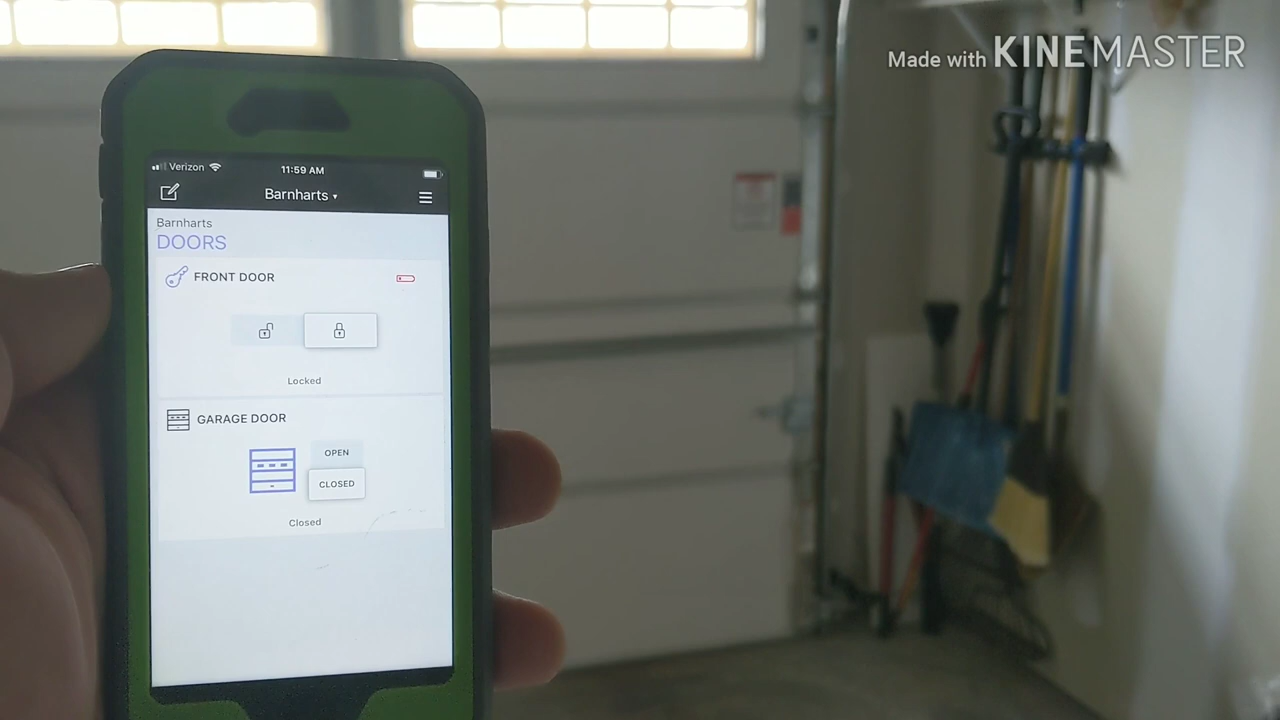 Made with KINEMASTER
Verizon 11:59 AM
Barnharts
Barnharts
DOORS
FRONT DOOR
Locked
GARAGE DOOR
OPEN
CLOSED
Closed